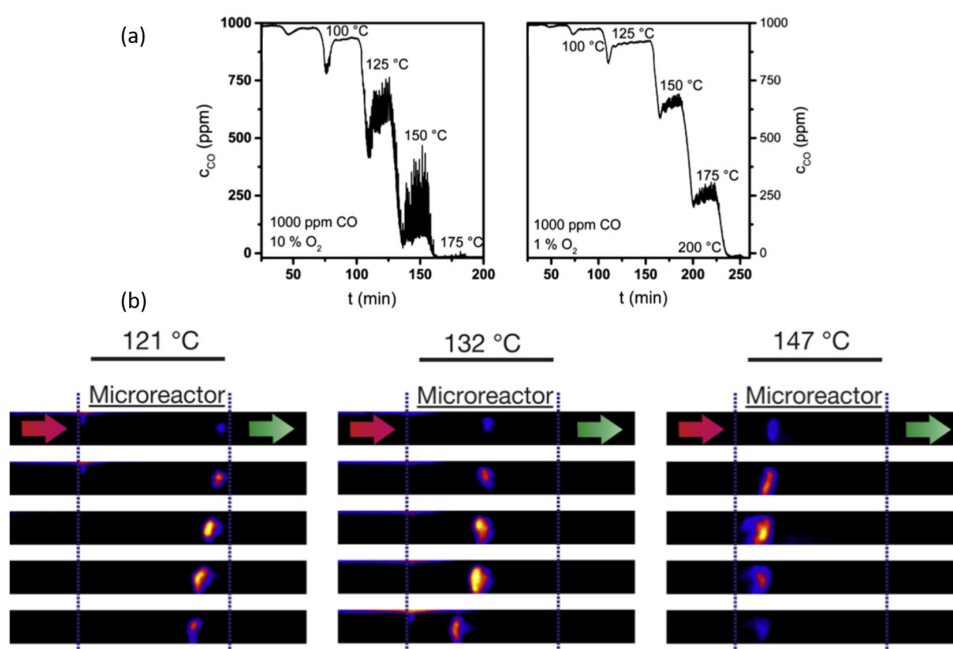 (a)
1000
750
500
250
0
c_CO (ppm)
100 °C
125 °C
150 °C
175 °C
1000 ppm CO
10 % O₂
50 100 150 200
t (min)
100 °C
125 °C
150 °C
175 °C
200 °C
1000 ppm CO
1 % O₂
50 100 150 200 250
t (min)
1000
750
500
250
0
c_CO (ppm)
(b)
121 °C
132 °C
147 °C
Microreactor
Microreactor
Microreactor